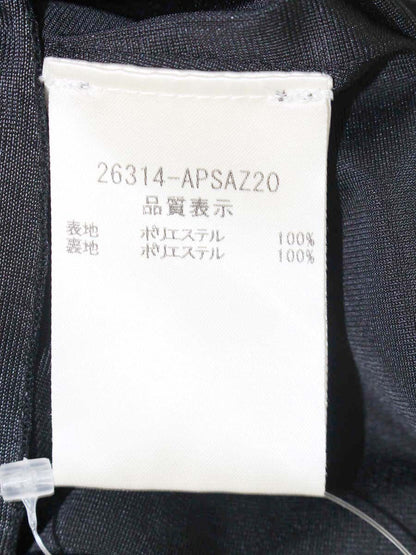 26314-APSAZ20
品質表示
表地 ポリエステル 100%
裏地 ポリエステル 100%